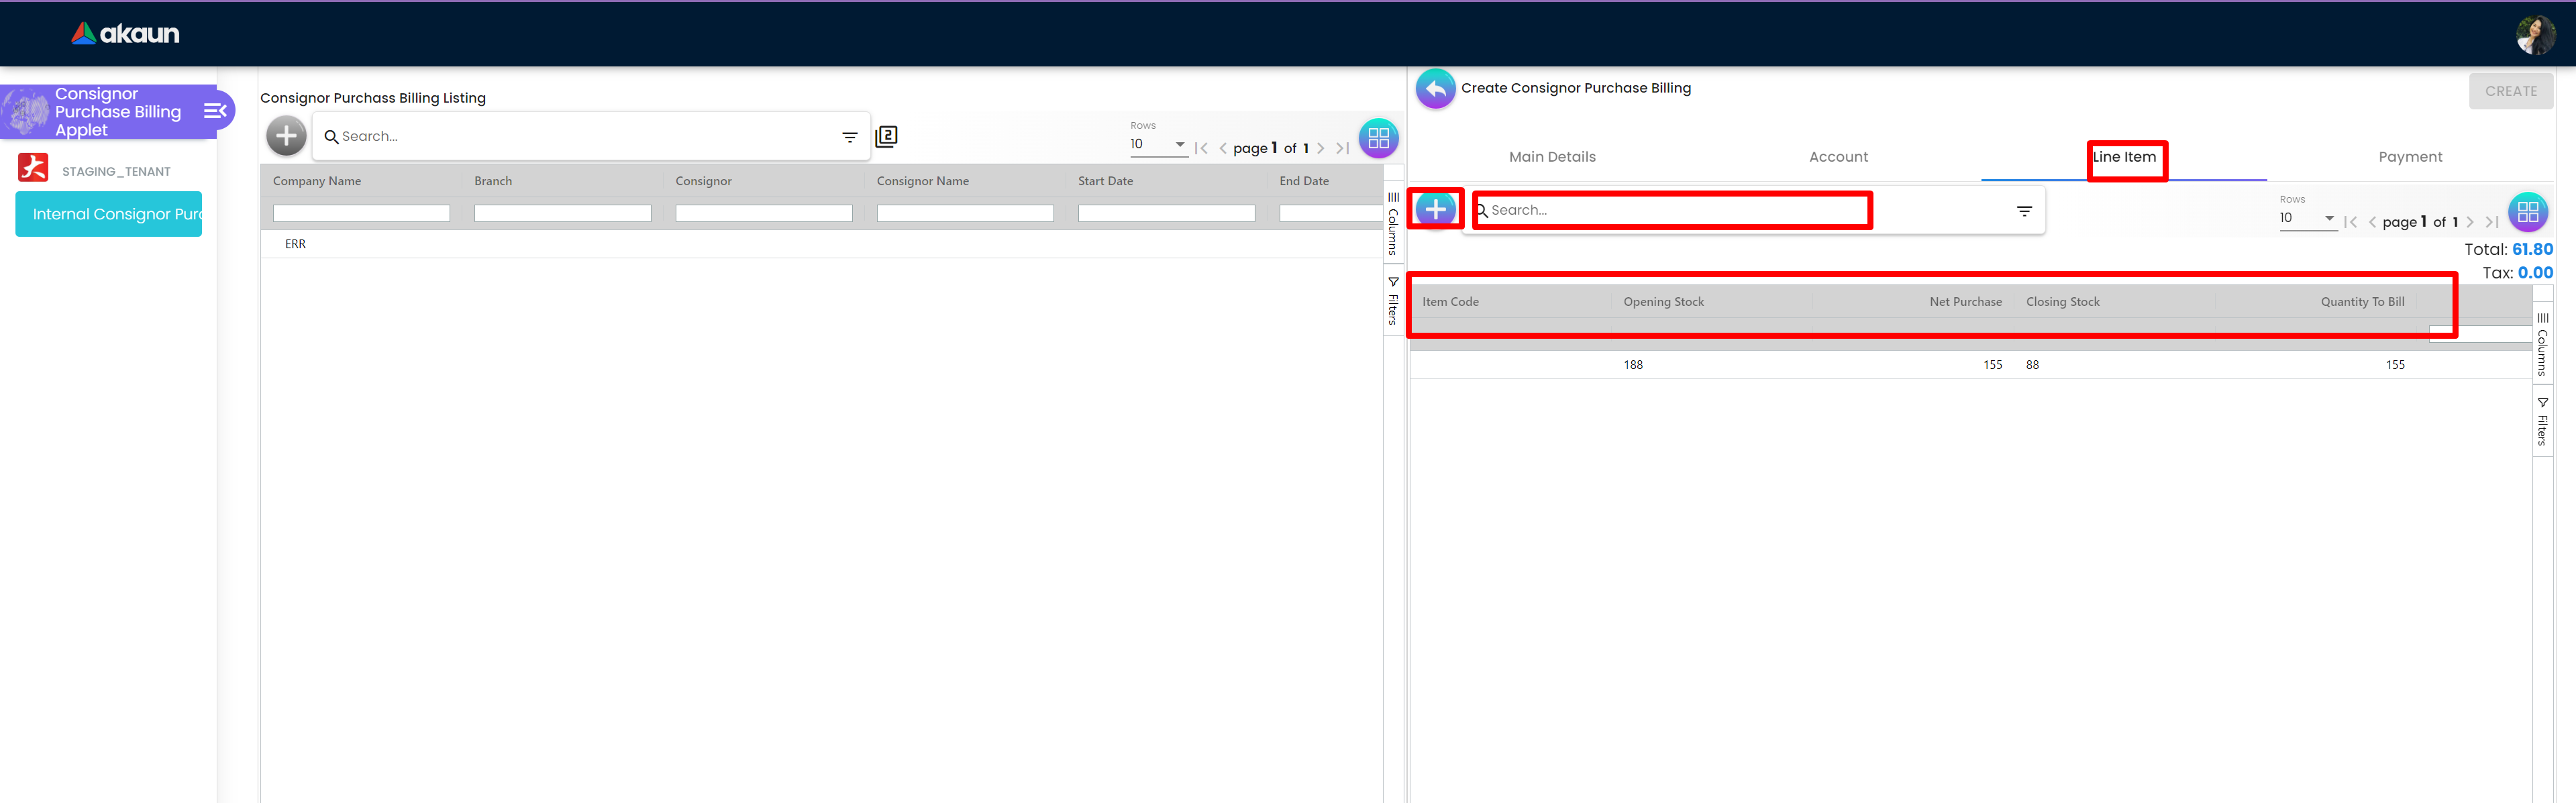 akaun
Consignor
Purchase Billing
Applet
STAGING_TENANT
Internal Consignor Purc
Consignor Purchass Billing Listing
Search...
2
Rows
10
page 1 of 1
Company Name Branch Consignor Consignor Name Start Date End Date
ERR
Columns
Filters
Create Consignor Purchase Billing
CREATE
Main Details Account Line Item Payment
Search...
Rows
10
page 1 of 1
Total: 61.80
Tax: 0.00
Item Code Opening Stock Net Purchase Closing Stock Quantity To Bill
188 155 88 155
Columns
Filters